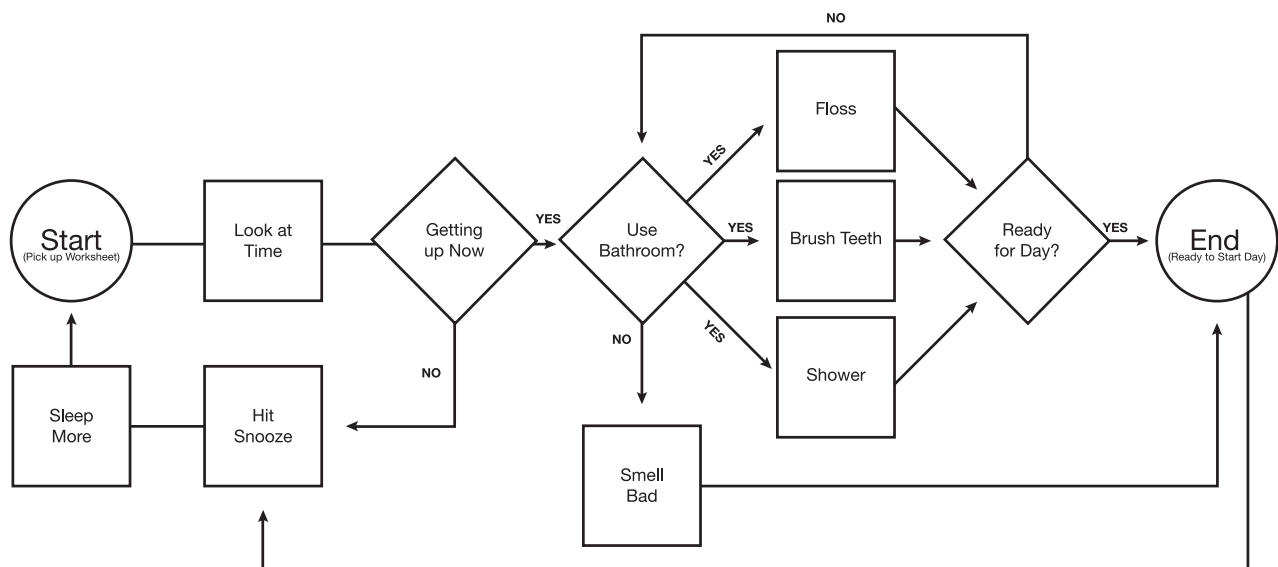 NO
Floss
YES
Start
(Pick up Worksheet)
Look at
Time
Getting
up Now
YES
Use
Bathroom?
YES
Brush Teeth
Ready
for Day?
YES
End
(Ready to Start Day)
NO
NO
YES
Shower
Sleep
More
Hit
Snooze
Smell
Bad